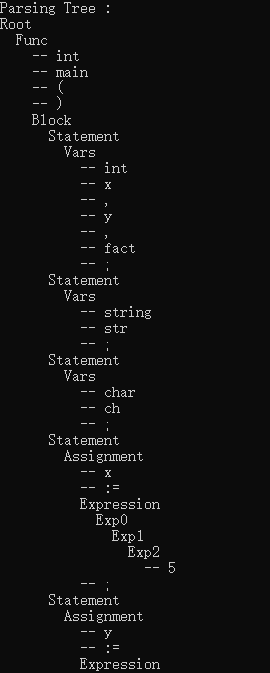 Parsing Tree :
Root
  Func
    -- int
    -- main
    -- (
    -- )
    Block
      Statement
        Vars
          -- int
          -- x
          -- ,
          -- y
          -- ,
          -- fact
          -- ;
      Statement
        Vars
          -- string
          -- str
          -- ;
      Statement
        Vars
          -- char
          -- ch
          -- ;
      Statement
        Assignment
          -- x
          -- :=
          Expression
            Exp0
              Exp1
                Exp2
                  -- 5
          -- ;
      Statement
        Assignment
          -- y
          -- :=
          Expression